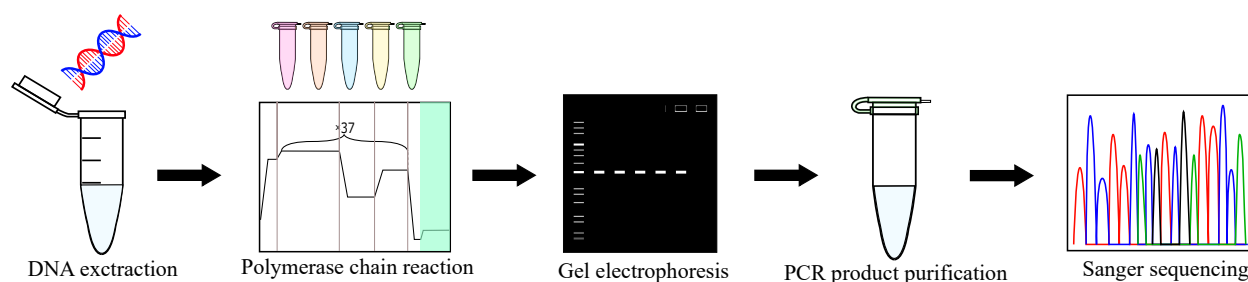 ×37
DNA exctraction
Polymerase chain reaction
Gel electrophoresis
PCR product purification
Sanger sequencing